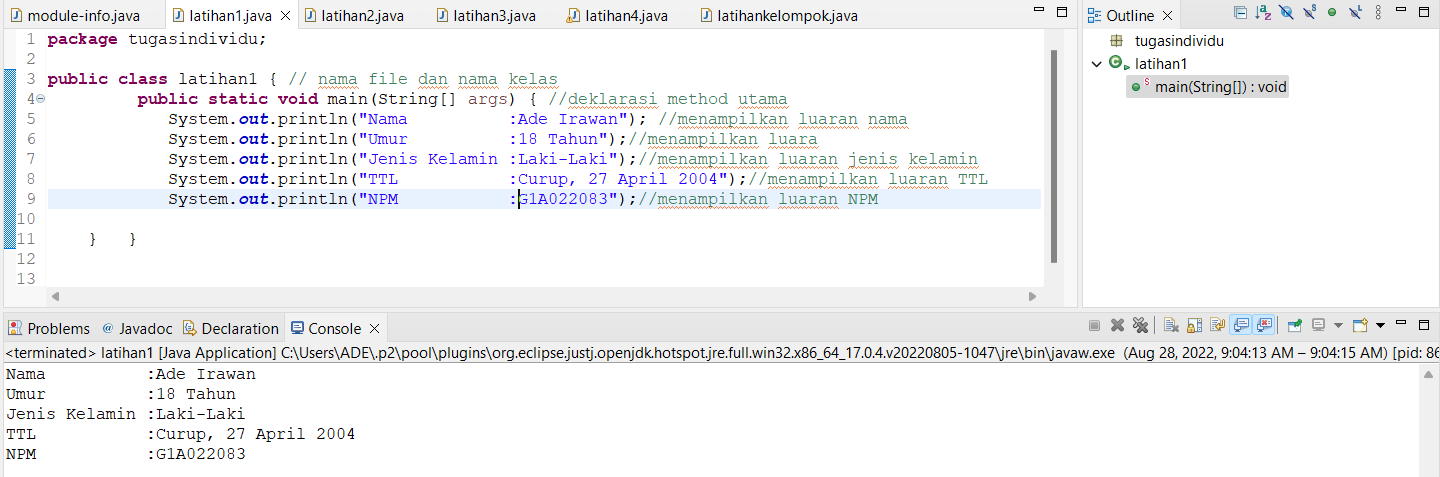 module-info.java latihan1.java latihan2.java latihan3.java latihan4.java latihankelompok.java
1 package tugasindividu;
2
3 public class latihan1 { // nama file dan nama kelas
4 public static void main(String[] args) { //deklarasi method utama
5 System.out.println("Nama          :Ade Irawan"); //menampilkan luaran nama
6 System.out.println("Umur          :18 Tahun");//menampilkan luara
7 System.out.println("Jenis Kelamin :Laki-Laki");//menampilkan luaran jenis kelamin
8 System.out.println("TTL           :Curup, 27 April 2004");//menampilkan luaran TTL
9 System.out.println("NPM           :G1A022083");//menampilkan luaran NPM
10
11 } }
12
13
Outline
tugasindividu
latihan1
main(String[]) : void
Problems @ Javadoc Declaration Console
<terminated> latihan1 [Java Application] C:\Users\ADE\.p2\pool\plugins\org.eclipse.justj.openjdk.hotspot.jre.full.win32.x86_64_17.0.4.v20220805-1047\jre\bin\javaw.exe (Aug 28, 2022, 9:04:13 AM – 9:04:15 AM) [pid: 86
Nama          :Ade Irawan
Umur          :18 Tahun
Jenis Kelamin :Laki-Laki
TTL           :Curup, 27 April 2004
NPM           :G1A022083